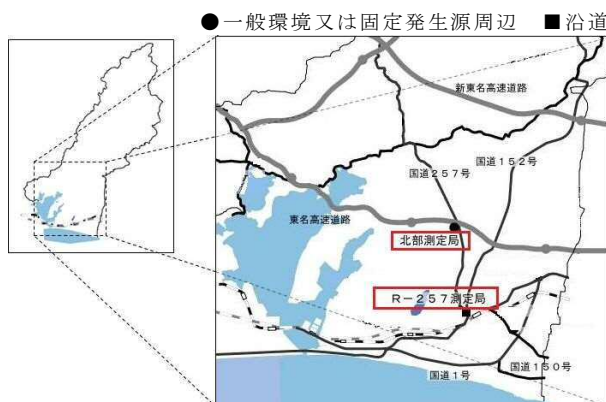 ●一般環境又は固定発生源周辺 ■沿道
新東名高速道路
国道152号
国道257号
東名高速道路
北部測定局
R－257測定局
国道150号
国道1号